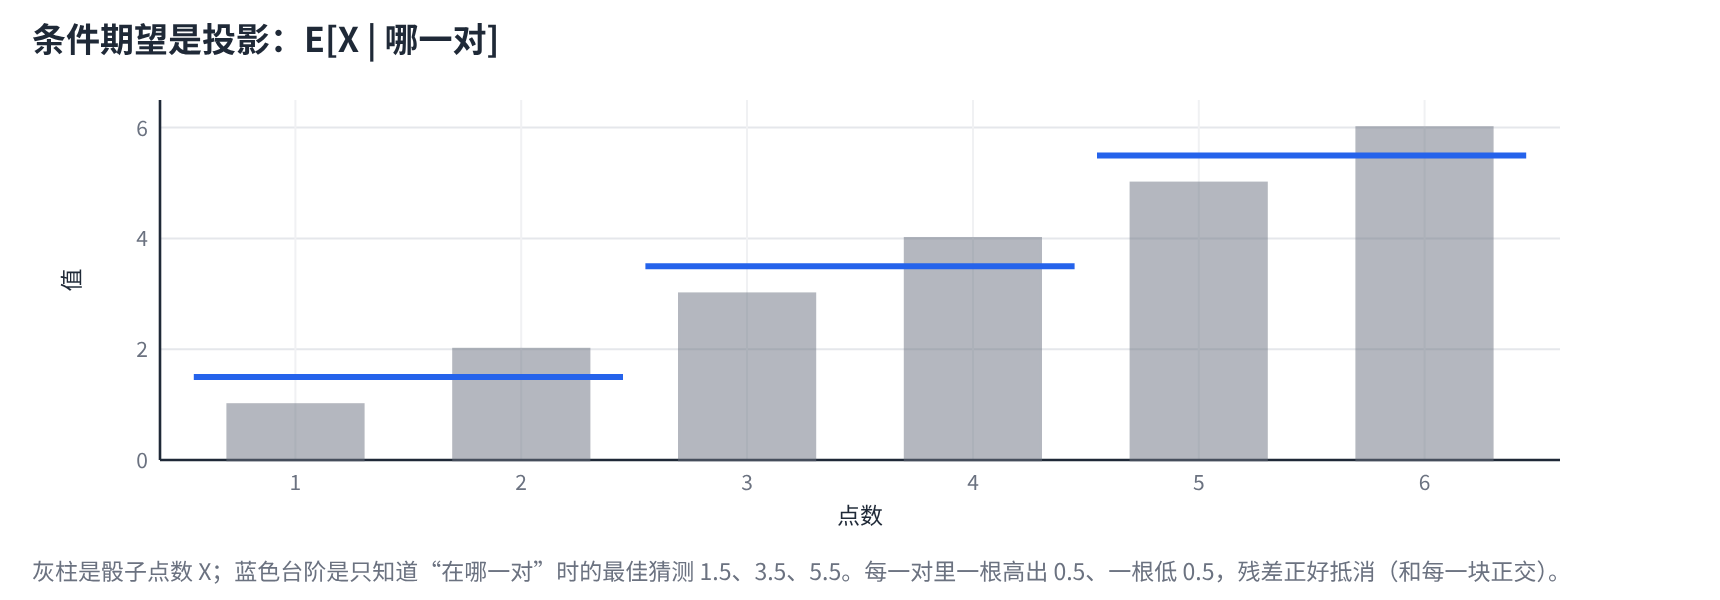 条件期望是投影：E[X | 哪一对]
6
4
2
0
值
1 2 3 4 5 6
点数
灰柱是骰子点数 X；蓝色台阶是只知道“在哪一对”时的最佳猜测 1.5、3.5、5.5。每一对里一根高出 0.5、一根低 0.5，残差正好抵消（和每一块正交）。